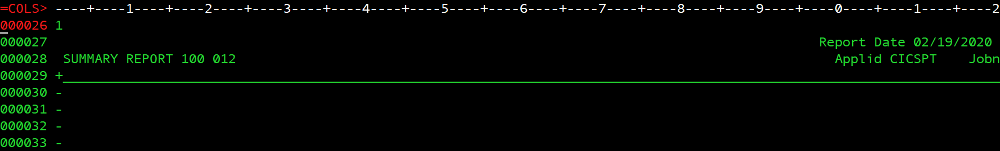 =COLS> ----+----1----+----2----+----3----+----4----+----5----+----6----+----7----+----8----+----9----+----0----+----1----+----2
000026 1
000027                                                                                                  Report Date 02/19/2020
000028  SUMMARY REPORT 100 012                                                                            Applid CICSPT    Jobn
000029 +_______________________________________________________________________________________________________________________
000030 -
000031 -
000032 -
000033 -